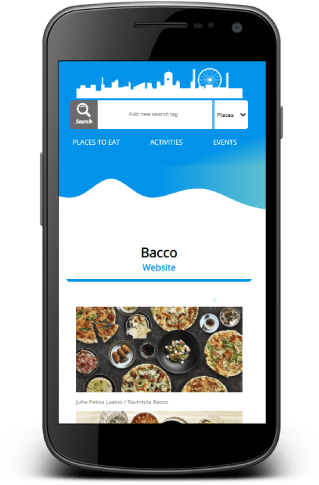 Search
Add new search tag
Places
PLACES TO EAT ACTIVITIES EVENTS
Bacco
Website
Juha-Pekka Laakio / Ravintola Bacco